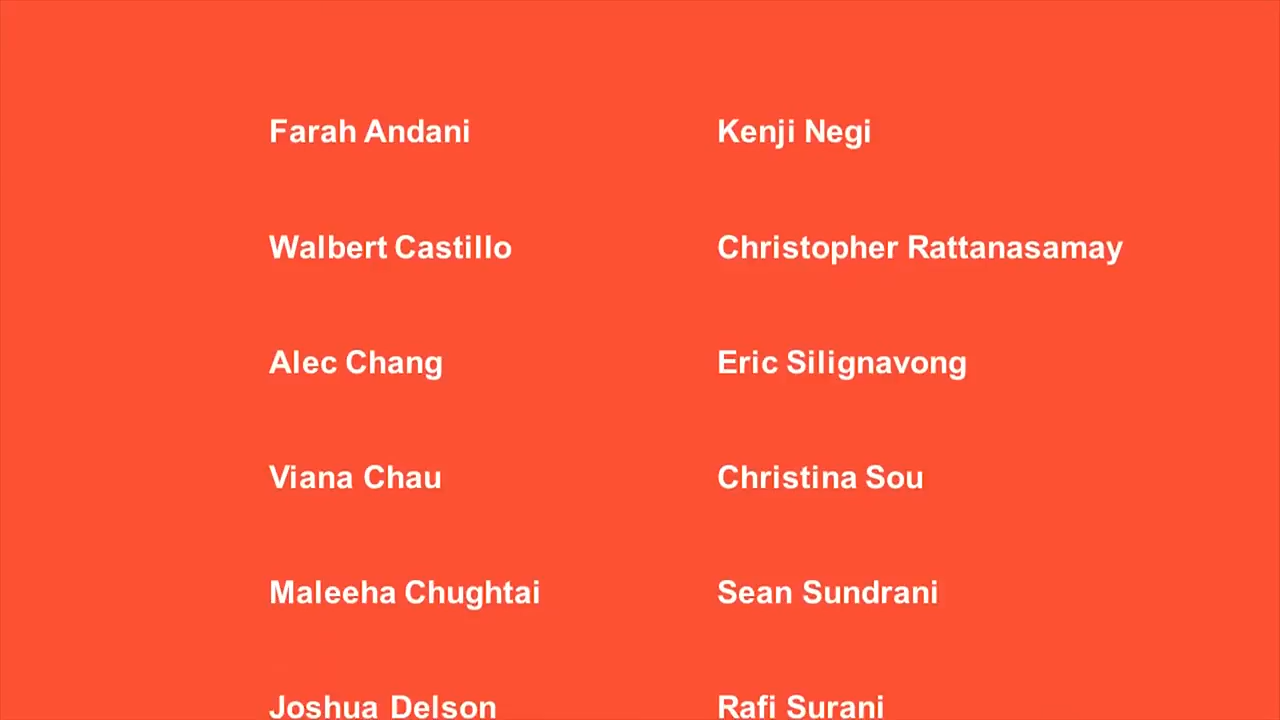 Farah Andani
Kenji Negi
Walbert Castillo
Christopher Rattanasamay
Alec Chang
Eric Silignavong
Viana Chau
Christina Sou
Maleeha Chughtai
Sean Sundrani
Joshua Delson
Rafi Surani